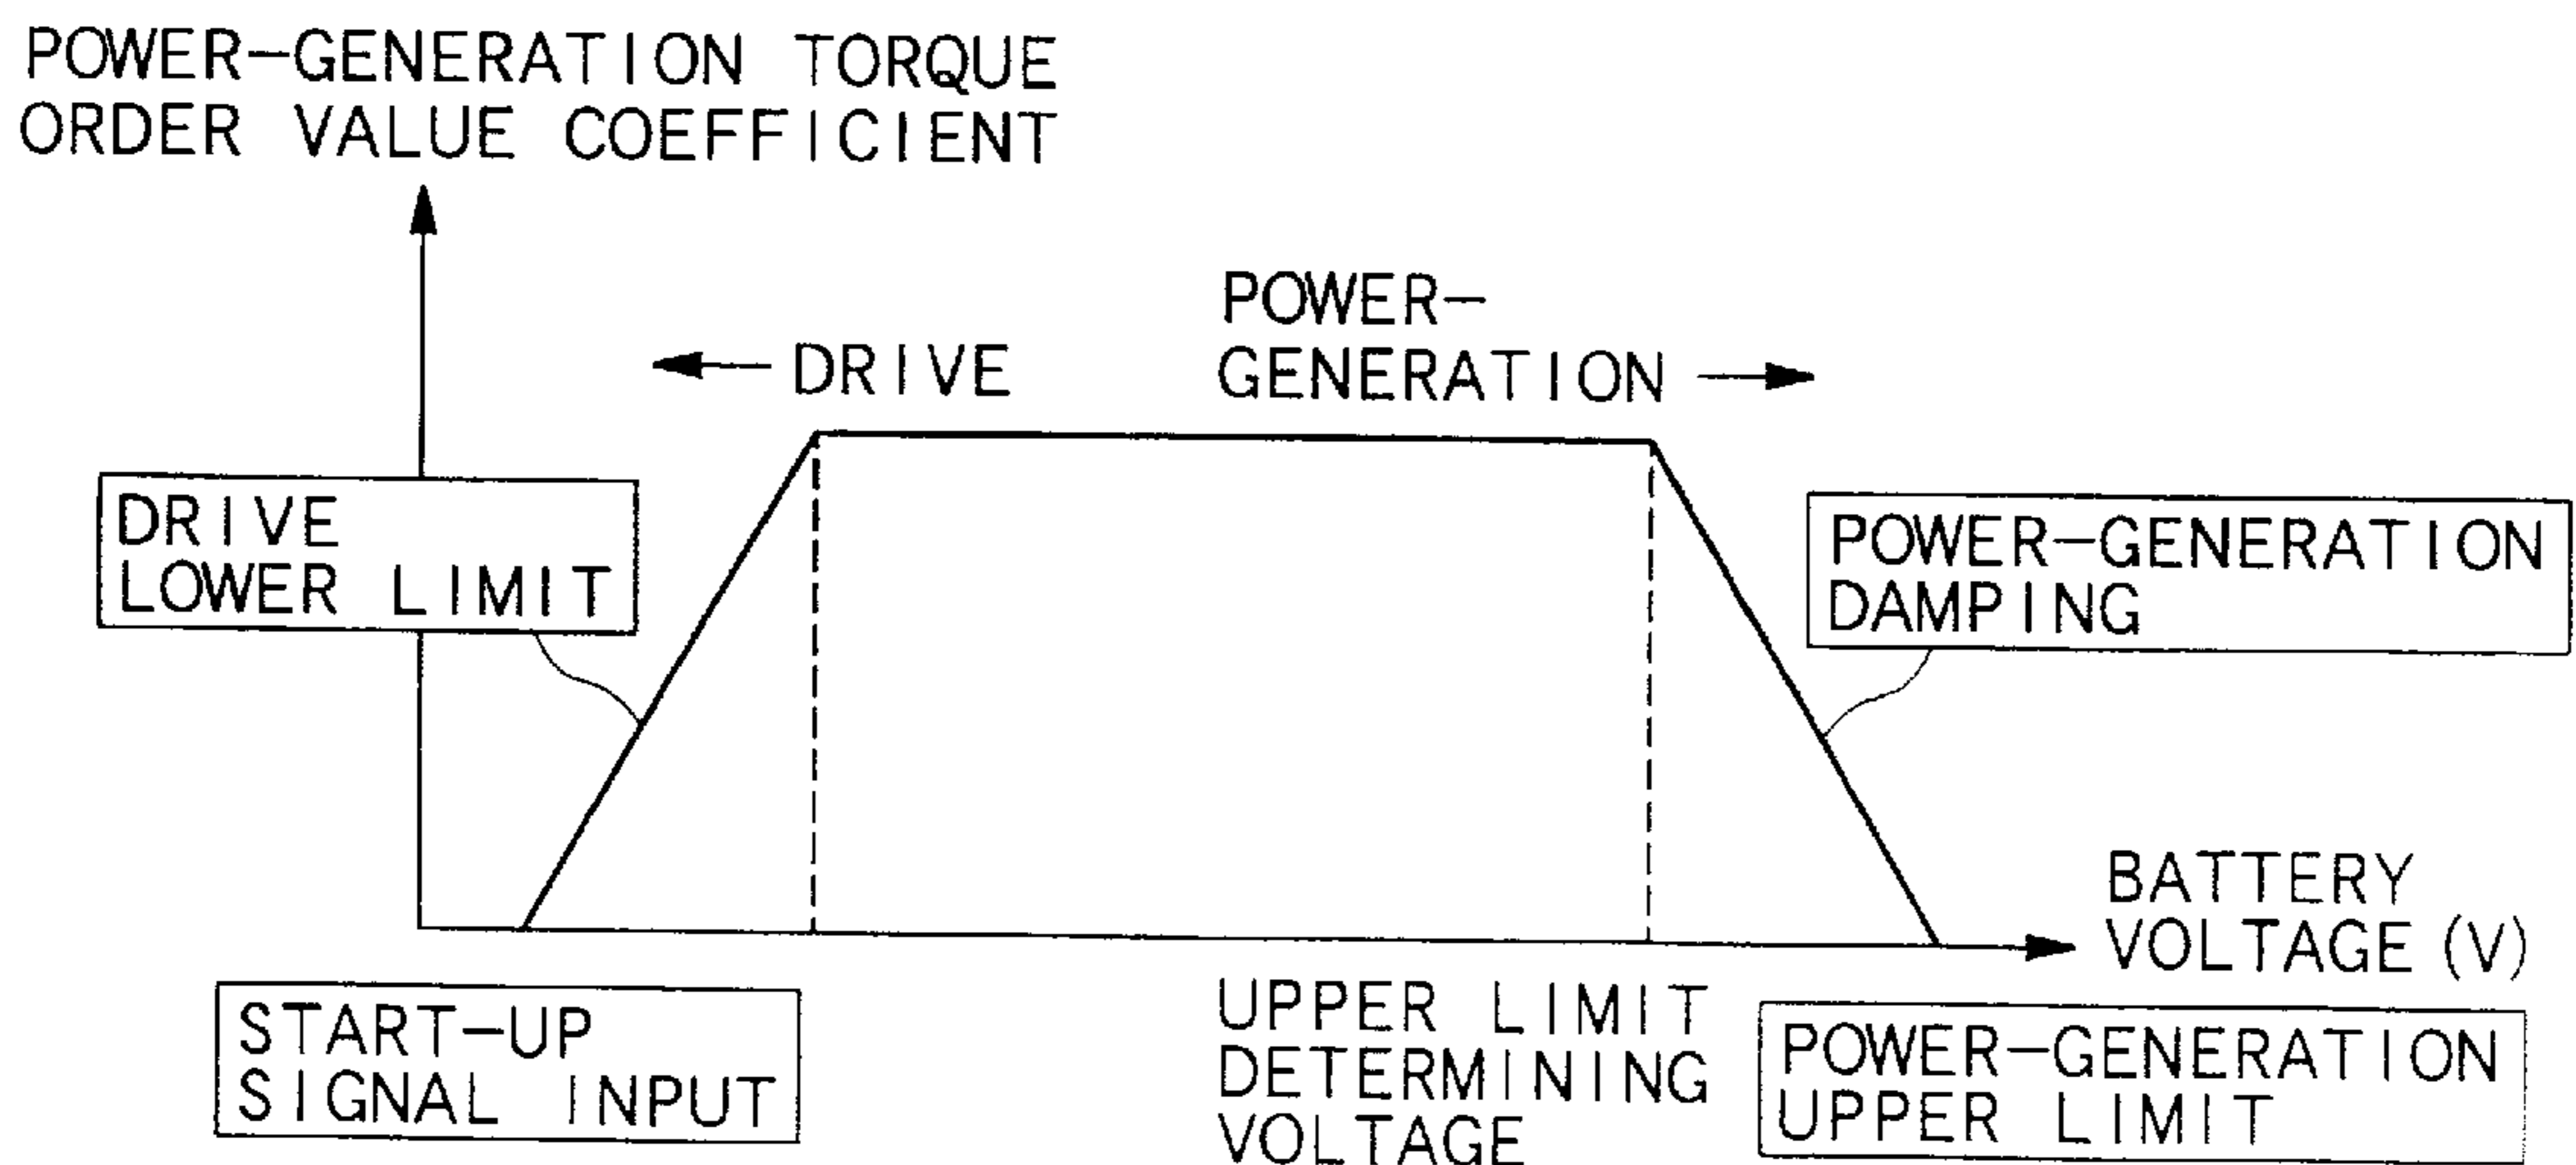 POWER-GENERATION TORQUE
ORDER VALUE COEFFICIENT
DRIVE
POWER-
GENERATION
DRIVE
LOWER LIMIT
POWER-GENERATION
DAMPING
BATTERY
VOLTAGE (V)
START-UP
SIGNAL INPUT
UPPER LIMIT
DETERMINING
VOLTAGE
POWER-GENERATION
UPPER LIMIT